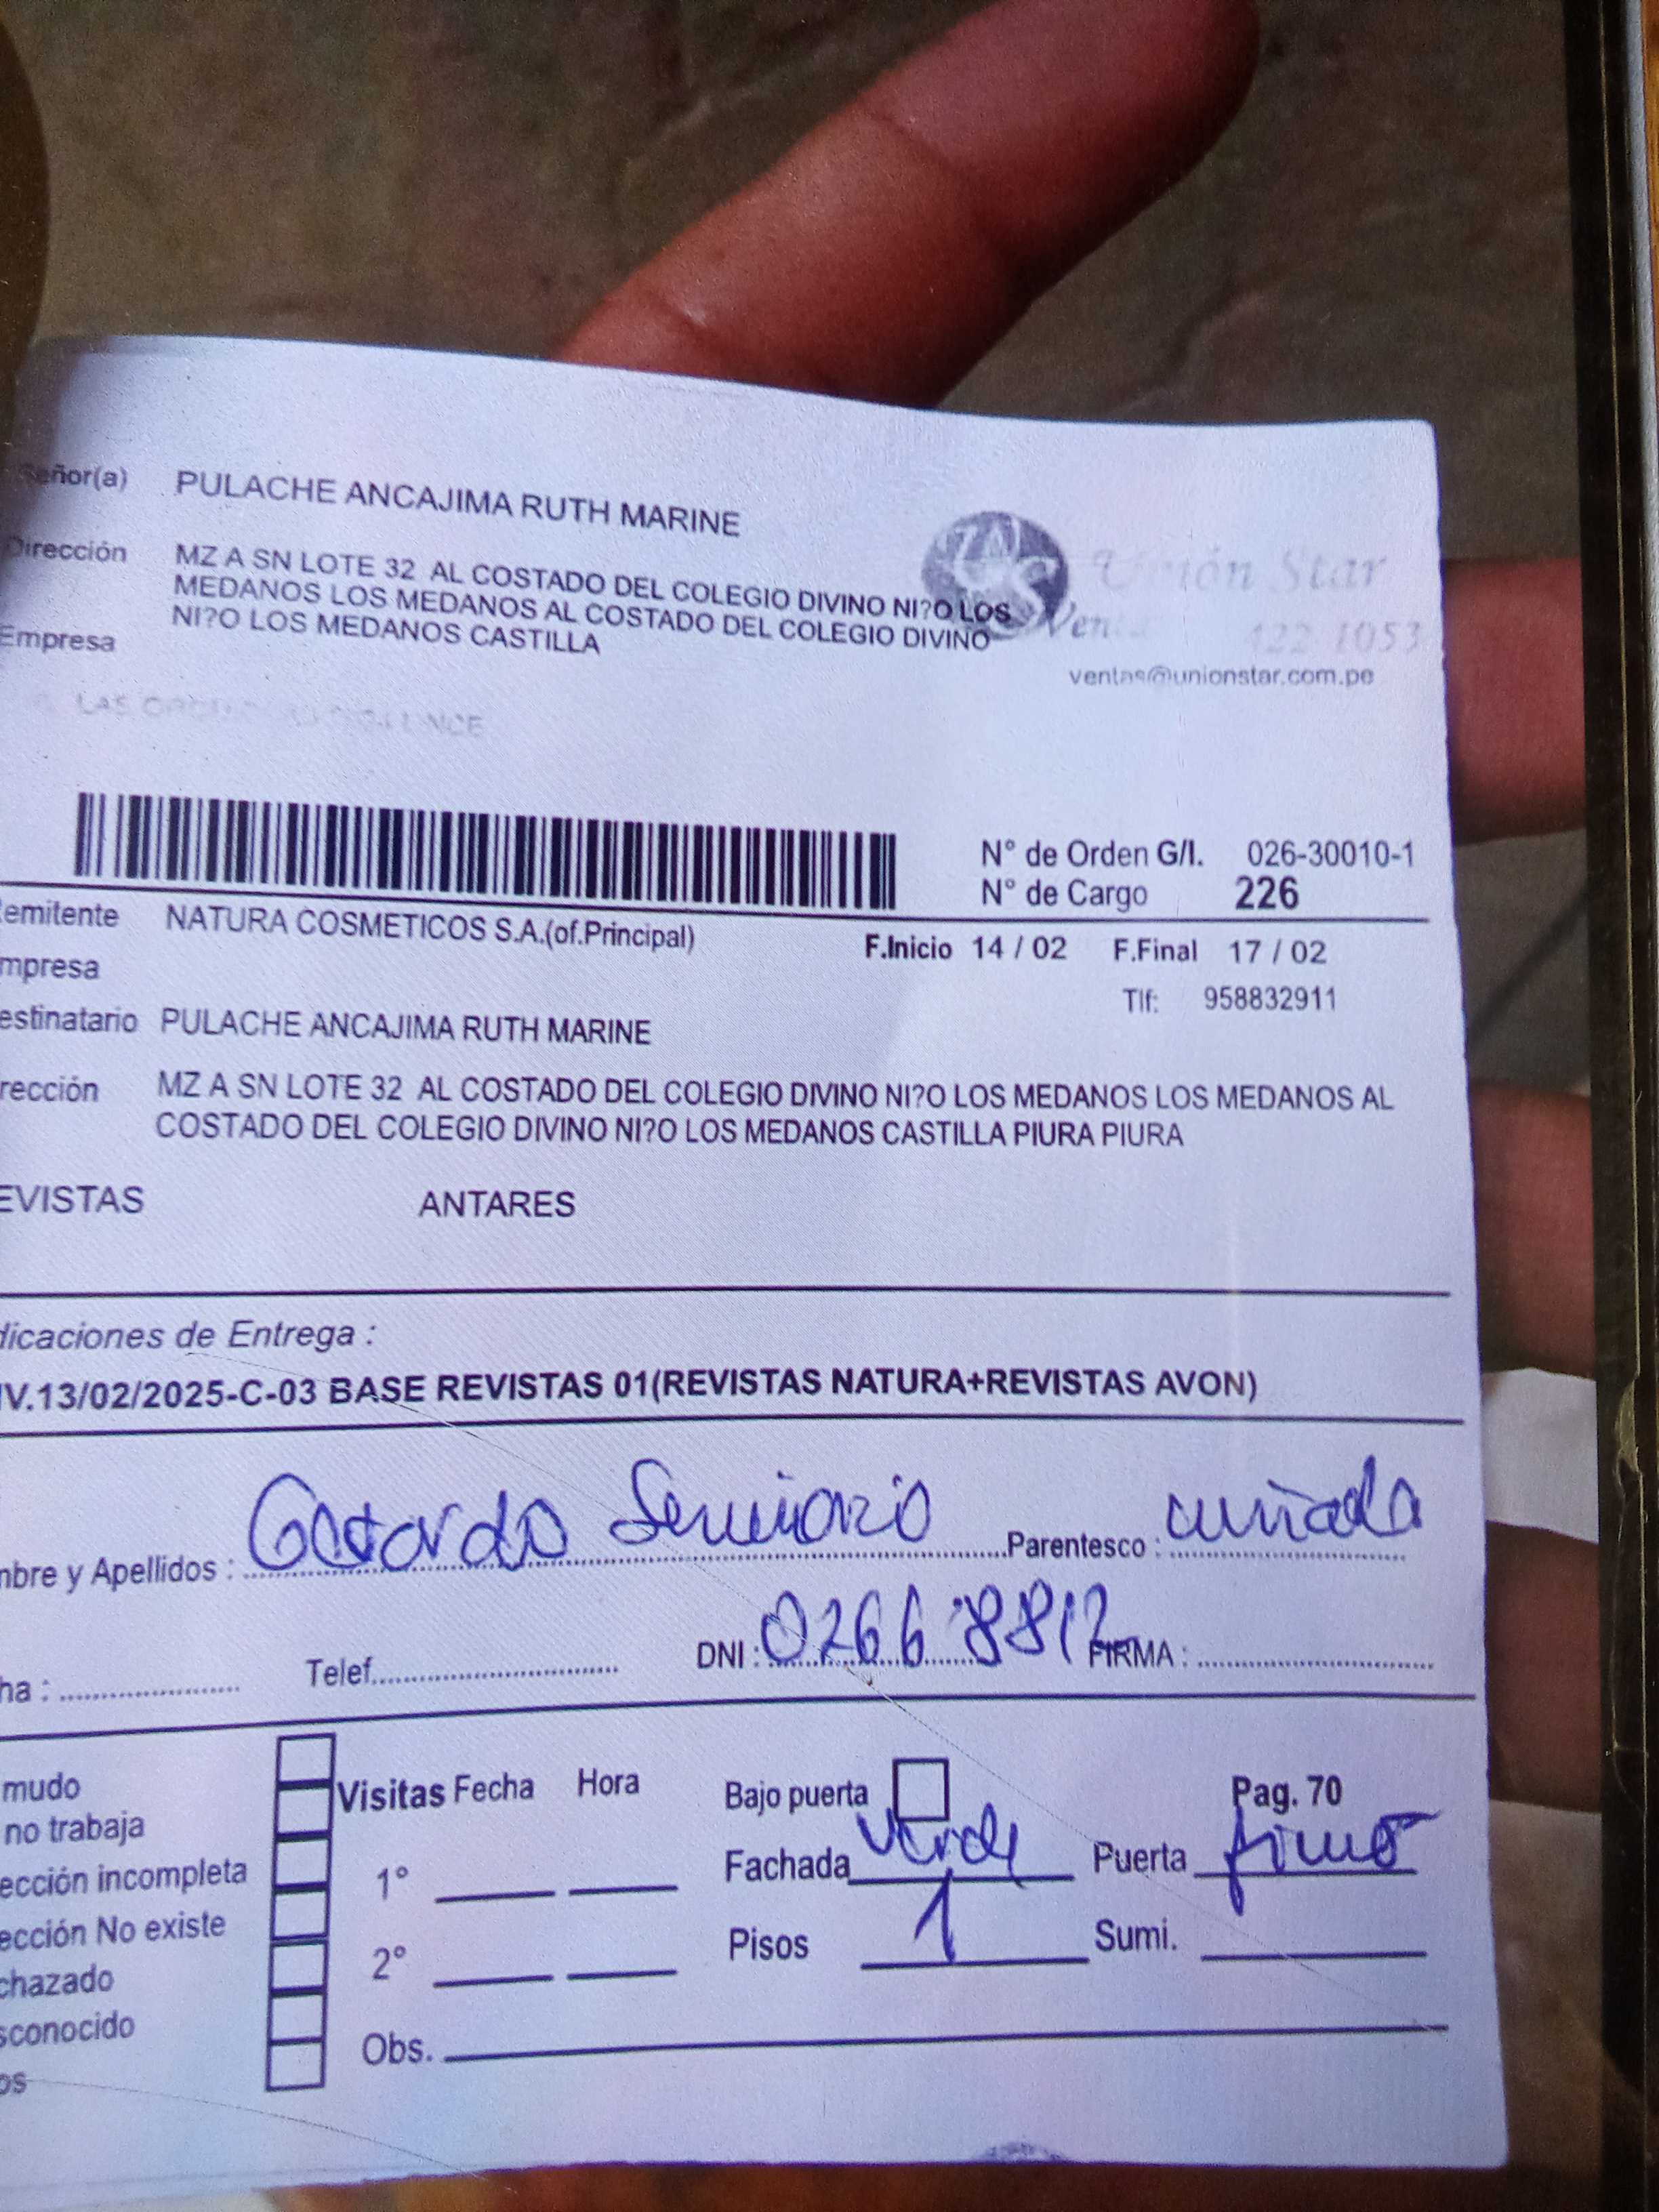 Señor(a) PULACHE ANCAJIMA RUTH MARINE
Dirección MZ A SN LOTE 32 AL COSTADO DEL COLEGIO DIVINO NI?O LOS
MEDANOS LOS MEDANOS AL COSTADO DEL COLEGIO DIVINO
NI?O LOS MEDANOS CASTILLA
Empresa
Unión Star
422 1053
ventas@unionstar.com.pe
N° de Orden G/I. 026-30010-1
N° de Cargo 226
emitente NATURA COSMETICOS S.A.(of.Principal)
F.Inicio 14 / 02 F.Final 17 / 02
mpresa
Tlf: 958832911
estinatario PULACHE ANCAJIMA RUTH MARINE
rección MZ A SN LOTE 32 AL COSTADO DEL COLEGIO DIVINO NI?O LOS MEDANOS LOS MEDANOS AL
COSTADO DEL COLEGIO DIVINO NI?O LOS MEDANOS CASTILLA PIURA PIURA
EVISTAS ANTARES
dicaciones de Entrega :
V.13/02/2025-C-03 BASE REVISTAS 01(REVISTAS NATURA+REVISTAS AVON)
mbre y Apellidos : Seminario Parentesco : cuñada
ha : Telef. DNI : 02668812 FIRMA :
mudo
no trabaja
ección incompleta
ección No existe
chazado
sconocido
os
Visitas Fecha Hora
1°
2°
Obs.
Bajo puerta Pag. 70
Fachada verde Puerta
Pisos 1 Sumi.